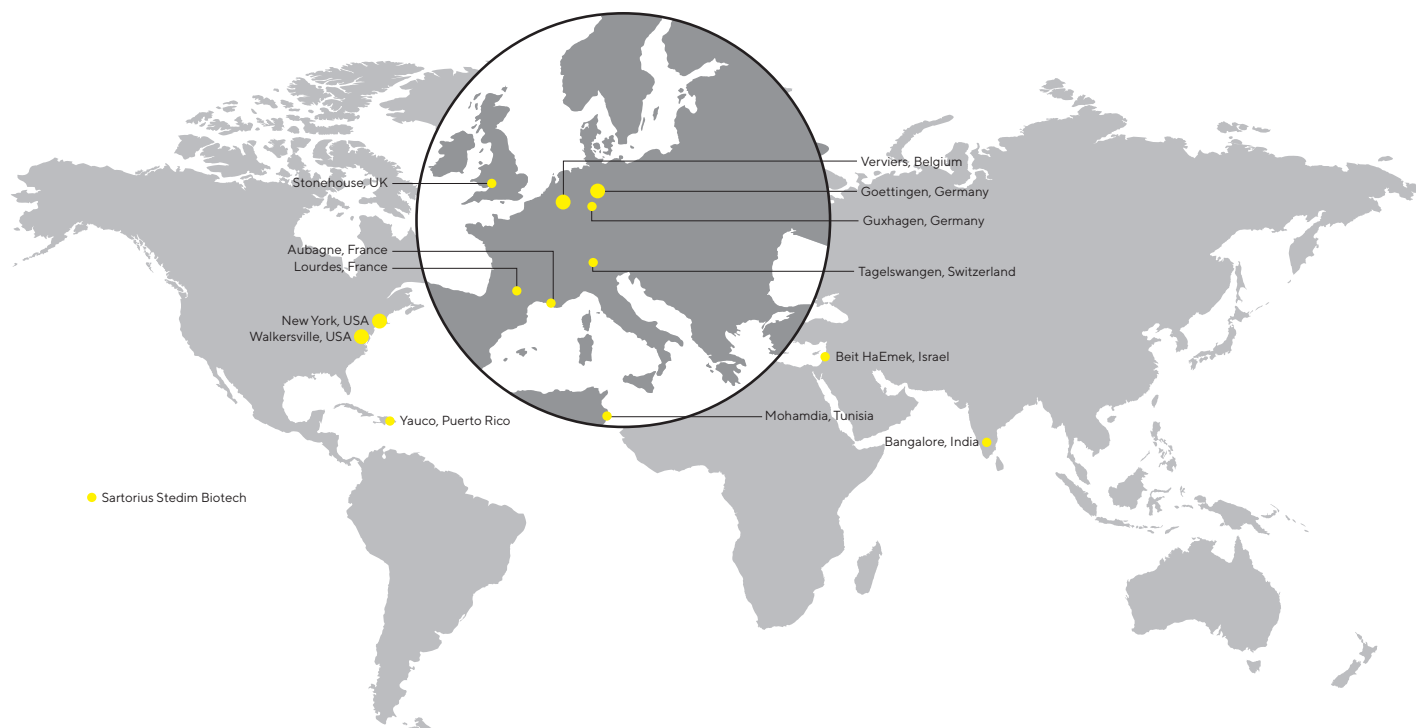 Verviers, Belgium
Stonehouse, UK
Goettingen, Germany
Guxhagen, Germany
Aubagne, France
Lourdes, France
Tagelswangen, Switzerland
New York, USA
Walkersville, USA
Beit HaEmek, Israel
Mohamdia, Tunisia
Yauco, Puerto Rico
Bangalore, India
Sartorius Stedim Biotech